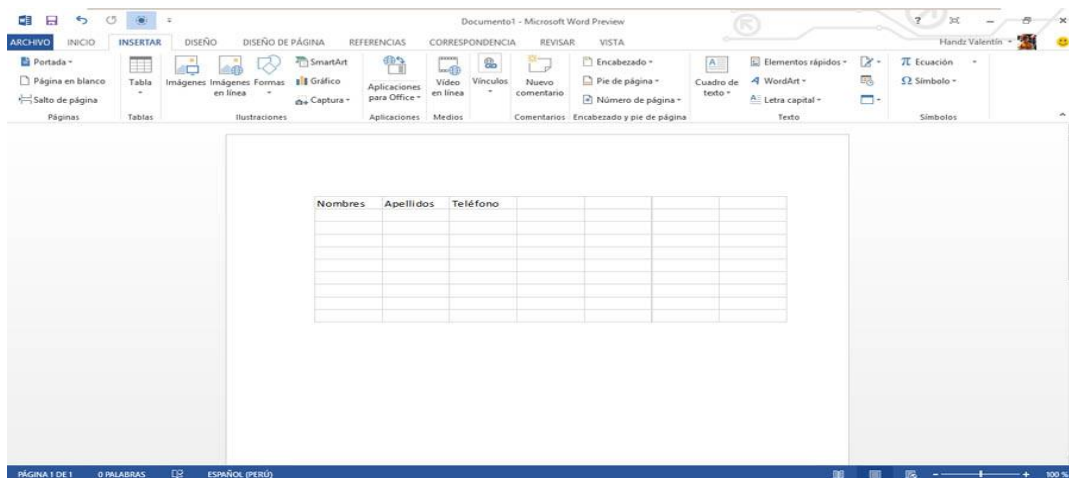 Documento1 - Microsoft Word Preview
ARCHIVO INICIO INSERTAR DISEÑO DISEÑO DE PÁGINA REFERENCIAS CORRESPONDENCIA REVISAR VISTA Handz Valentin
Portada
Página en blanco
Salto de página
Páginas
Tabla
Tablas
Imágenes
Imágenes en línea
Formas
SmartArt
Gráfico
Captura
Ilustraciones
Aplicaciones
para Office
Aplicaciones
Vídeo
en línea
Medios
Vínculos
Nuevo
comentario
Comentarios
Encabezado
Pie de página
Número de página
Encabezado y pie de página
Cuadro de
texto
Elementos rápidos
WordArt
Letra capital
Texto
π Ecuación
Ω Símbolo
Símbolos
Nombres Apellidos Teléfono
PÁGINA 1 DE 1 0 PALABRAS ESPAÑOL (PERÚ) 100 %